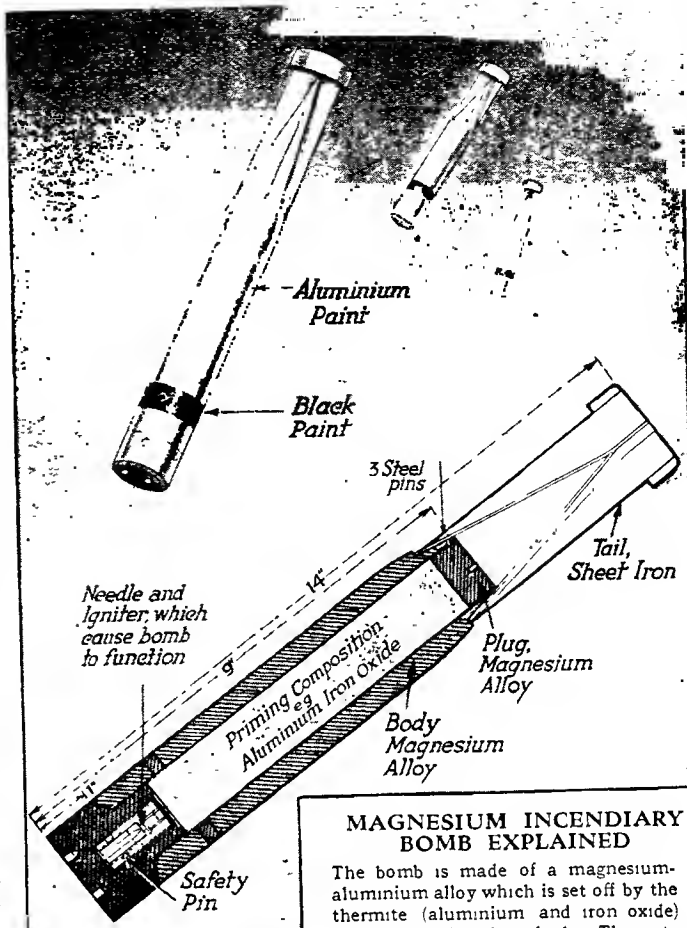 Aluminium
Paint
Black
Paint
3 Steel
pins
14"
9"
1"
Needle and
Igniter, which
cause bomb
to function
Tail,
Sheet Iron
Plug,
Magnesium
Alloy
Priming Composition
eg
Aluminium Iron Oxide
Body
Magnesium
Alloy
Safety
Pin
MAGNESIUM INCENDIARY
BOMB EXPLAINED
The bomb is made of a magnesium-
aluminium alloy which is set off by the
thermite (aluminium and iron oxide)